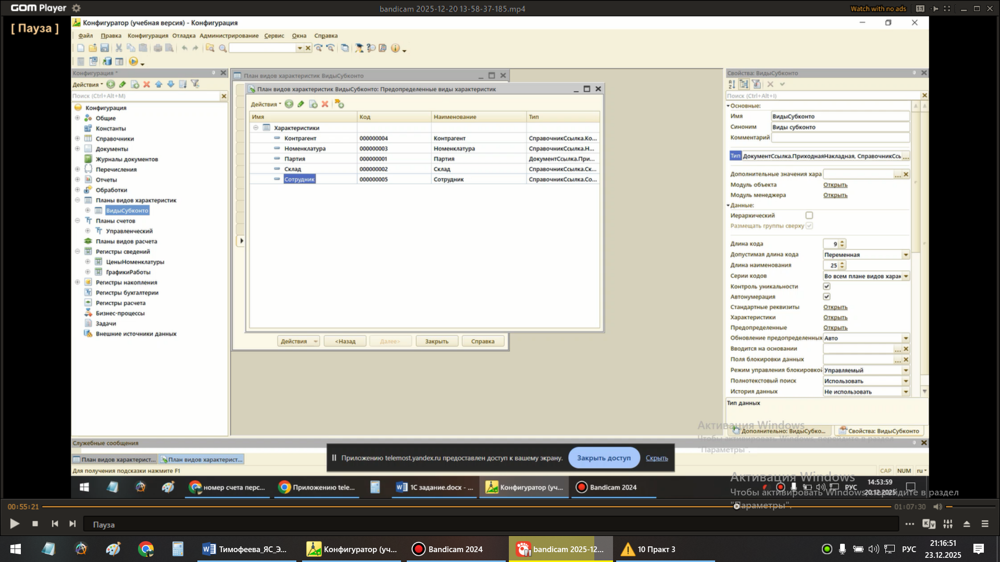 GOM Player
bandicam 2025-12-20 13-58-37-185.mp4
Watch with no ads
[ Пауза ]
Конфигуратор (учебная версия) - Конфигурация
Файл Правка Конфигурация Отладка Администрирование Сервис Окна Справка
Конфигурация *
Действия
Поиск (Ctrl+Alt+M)
Конфигурация
Общие
Константы
Справочники
Документы
Журналы документов
Перечисления
Отчеты
Обработки
Планы видов характеристик
ВидыСубконто
Планы счетов
Управленческий
Планы видов расчета
Регистры сведений
ЦеныНоменклатуры
ГрафикиРаботы
Регистры накопления
Регистры бухгалтерии
Регистры расчета
Бизнес-процессы
Задачи
Внешние источники данных
План видов характеристик ВидыСубконто
План видов характеристик ВидыСубконто: Предопределенные виды характеристик
Действия
Имя Код Наименование Тип
Характеристики
Контрагент 000000004 Контрагент СправочникСсылка.Ко...
Номенклатура 000000003 Номенклатура СправочникСсылка.Н...
Партия 000000001 Партия ДокументСсылка.При...
Склад 000000002 Склад СправочникСсылка.Ск...
Сотрудник 000000005 Сотрудник СправочникСсылка.Со...
Действия <Назад Далее> Закрыть Справка
Свойства: ВидыСубконто
Поиск (Ctrl+Alt+I)
Основные:
Имя ВидыСубконто
Синоним Виды субконто
Комментарий
Тип ДокументСсылка.ПриходнаяНакладная, СправочникСсь ...
Дополнительные значения хара ...
Модуль объекта Открыть
Модуль менеджера Открыть
Данные:
Иерархический
Размещать группы сверху
Длина кода 9
Допустимая длина кода Переменная
Длина наименования 25
Серии кодов Во всем плане видов харак
Контроль уникальности
Автонумерация
Стандартные реквизиты Открыть
Характеристики Открыть
Предопределенные Открыть
Обновление предопределенных Авто
Вводится на основании ...
Поля блокировки данных ...
Режим управления блокировкой Управляемый
Полнотекстовый поиск Использовать
История данных Не использовать
Тип данных
Активация Windows
Чтобы активировать Windows, перейдите в раздел
"Параметры".
Дополнительно: ВидыСубко... Свойства: ВидыСубконто
Служебные сообщения
План видов характерист... План видов характерист...
Приложению telemost.yandex.ru предоставлен доступ к вашему экрану. Закрыть доступ Скрыть
Для получения подсказки нажмите F1
CAP NUM ru
номер счета перс... Приложению tele... 1С задание.docx - ... Конфигуратор (уч... Bandicam 2024
РУС 14:53:59
20.12.2025
Активация Windows
Чтобы активировать Windows, перейдите в раздел
"Параметры".
00:55:21 01:07:30
Пауза
Тимофеева_ЯС_Э... Конфигуратор (уч... Bandicam 2024 bandicam 2025-12... 10 Практ 3
РУС 21:16:51
23.12.2025